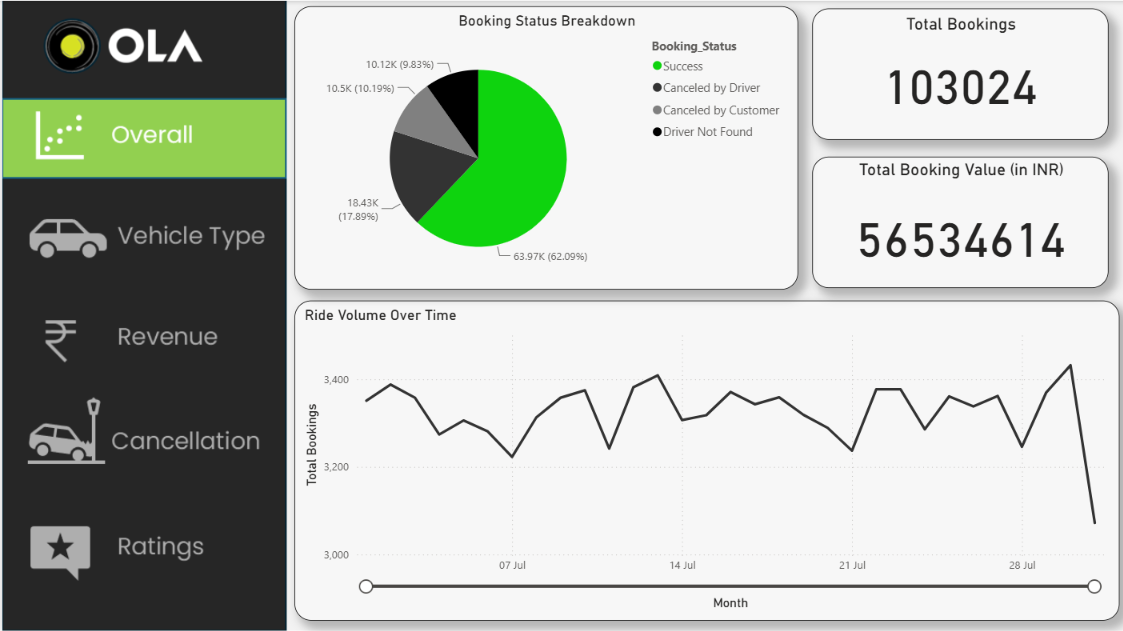 OLA
Overall
Vehicle Type
Revenue
Cancellation
Ratings
Booking Status Breakdown
10.12K (9.83%)
10.5K (10.19%)
18.43K
(17.89%)
63.97K (62.09%)
Booking_Status
Success
Canceled by Driver
Canceled by Customer
Driver Not Found
Total Bookings
103024
Total Booking Value (in INR)
56534614
Ride Volume Over Time
Total Bookings
3,400
3,200
3,000
07 Jul
14 Jul
21 Jul
28 Jul
Month